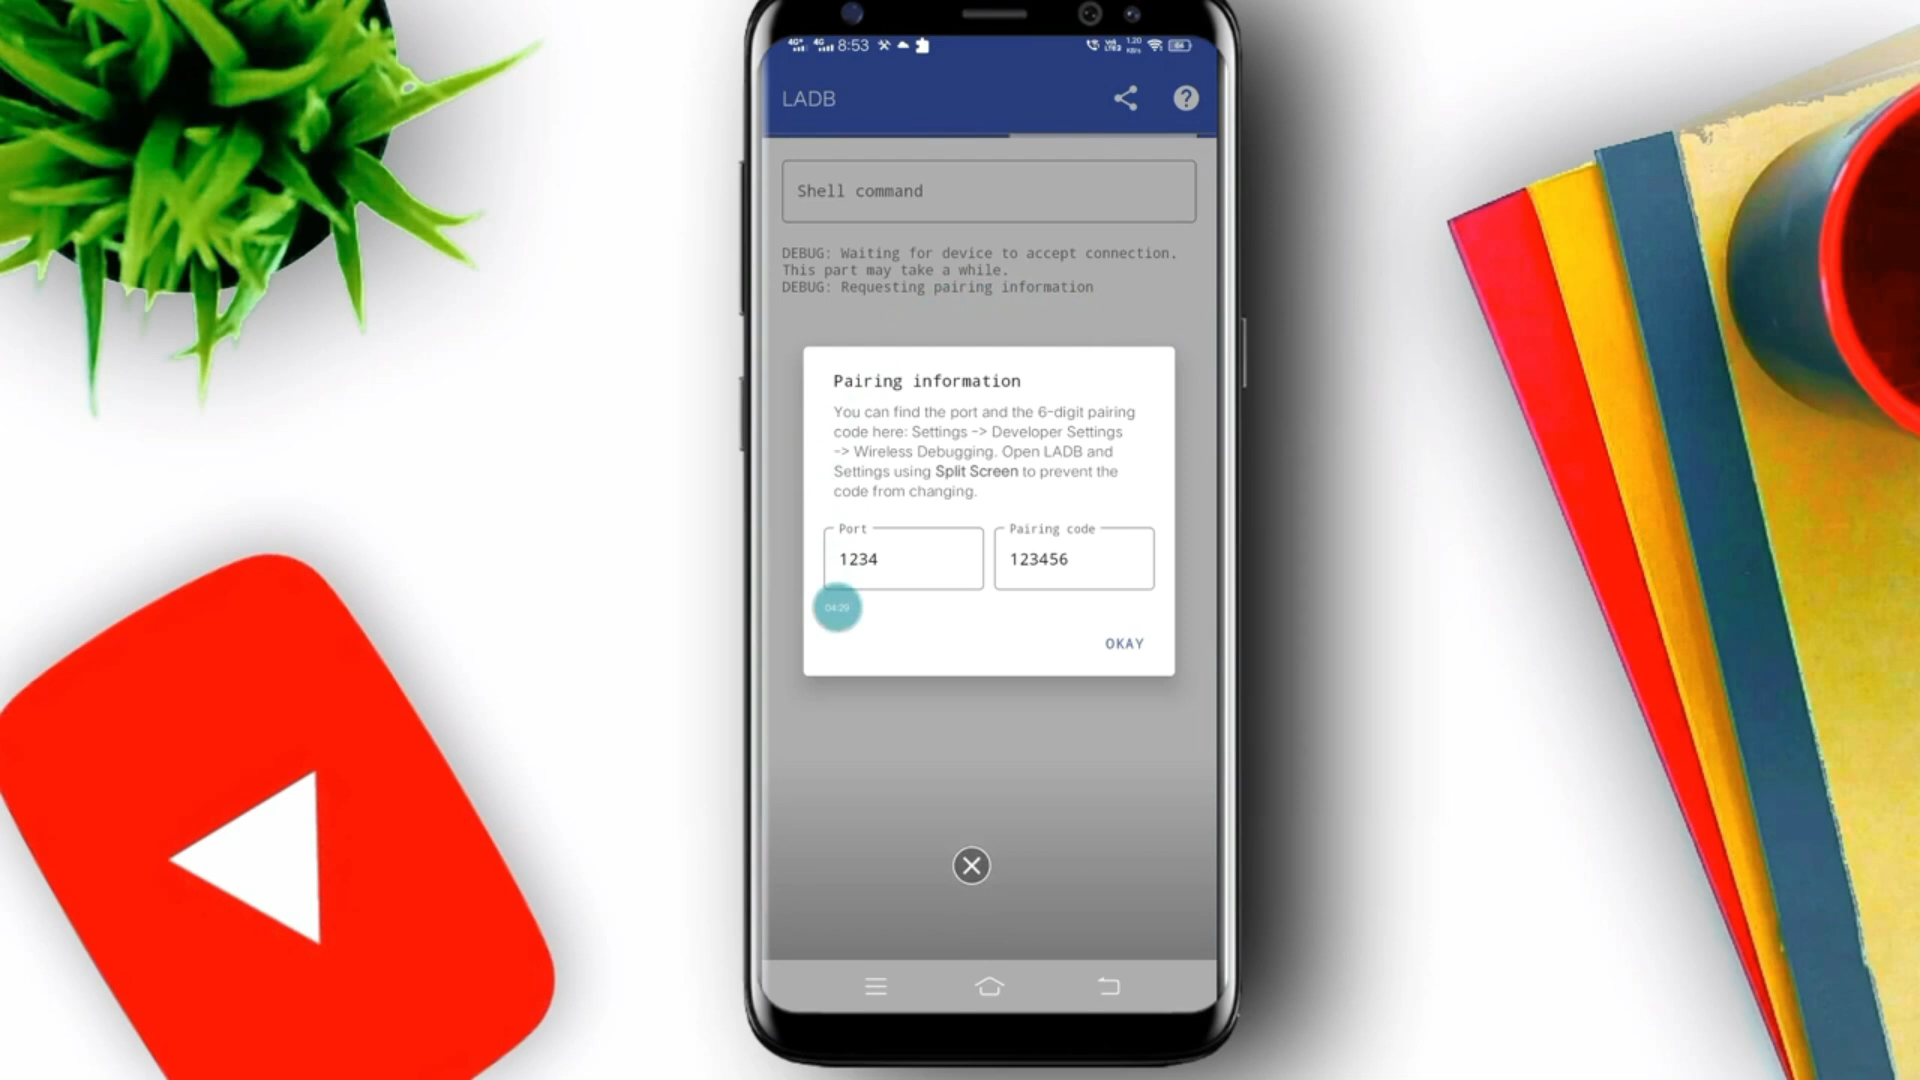 8:53
LADB
Shell command
DEBUG: Waiting for device to accept connection.
This part may take a while.
DEBUG: Requesting pairing information
Pairing information
You can find the port and the 6-digit pairing
code here: Settings -> Developer Settings
-> Wireless Debugging. Open LADB and
Settings using Split Screen to prevent the
code from changing.
Port
Pairing code
1234
123456
04:29
OKAY